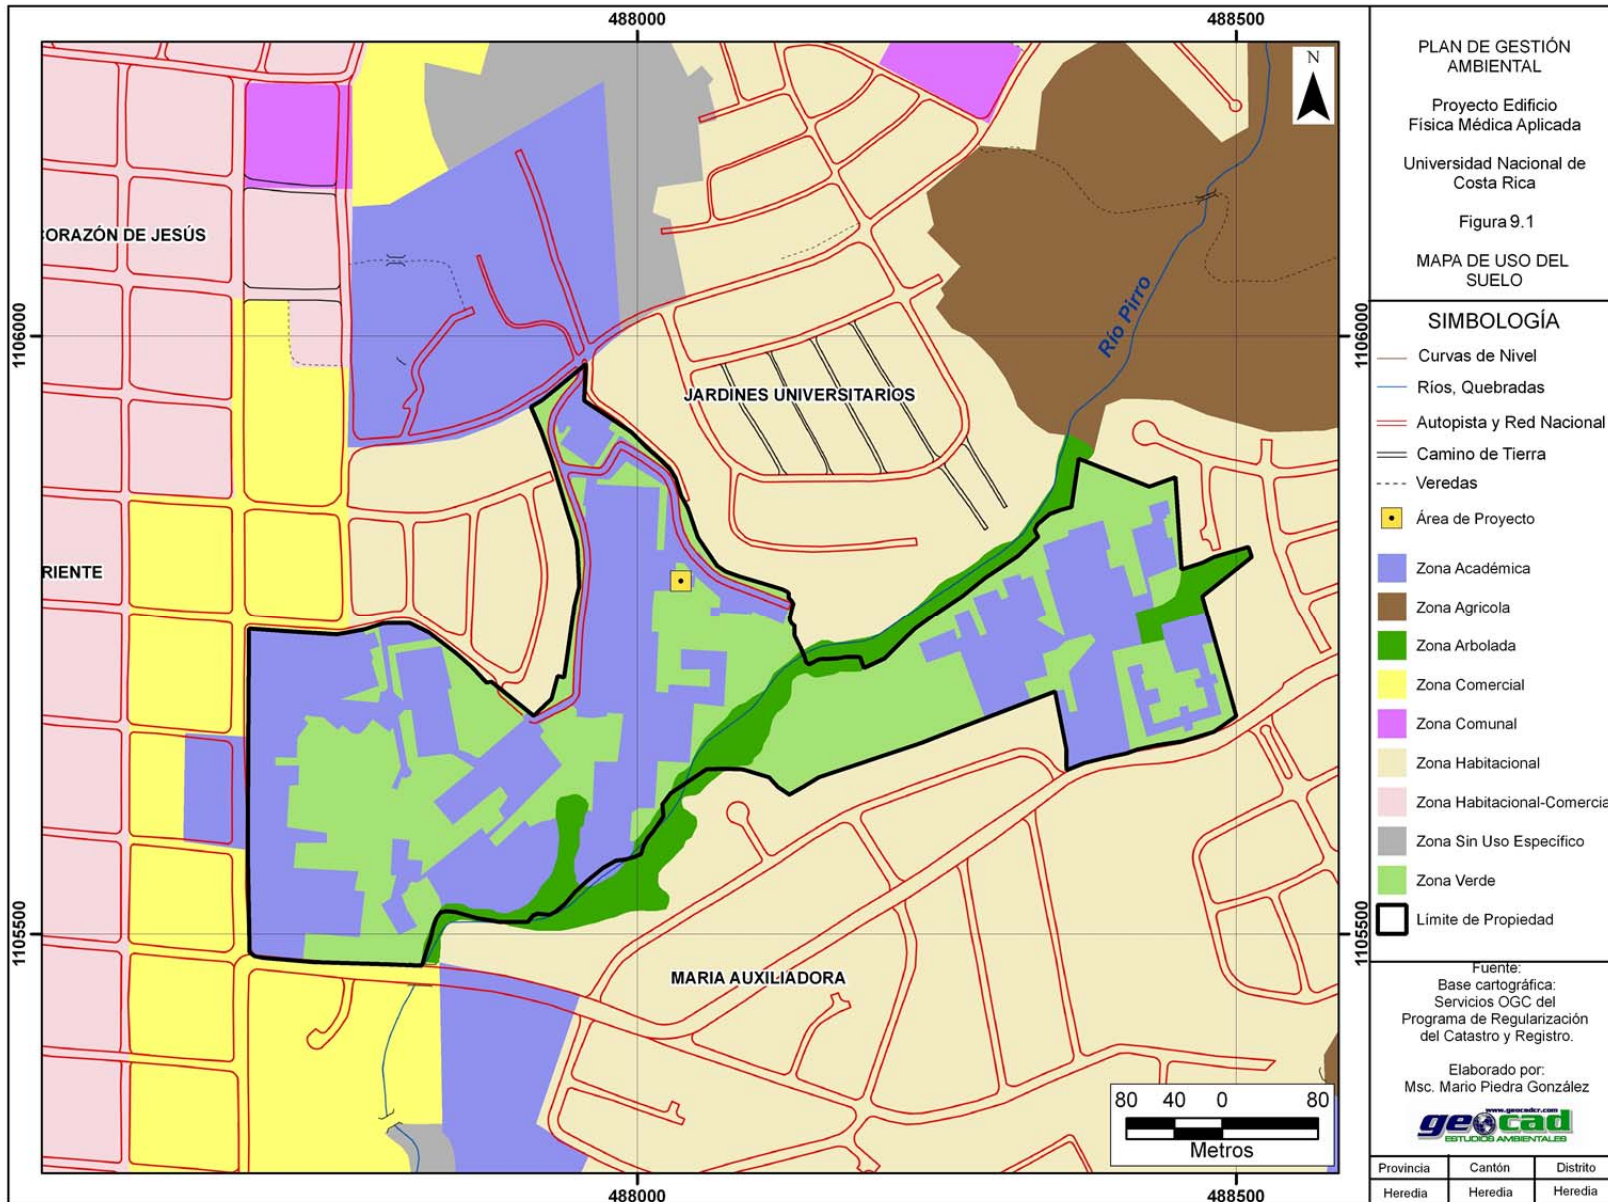 488000
488500
N
1106000
1106000
1105500
1105500
488000
488500
CORAZÓN DE JESÚS
RIENTE
JARDINES UNIVERSITARIOS
Río Pirro
MARIA AUXILIADORA
80 40 0 80
Metros
PLAN DE GESTIÓN
AMBIENTAL
Proyecto Edificio
Física Médica Aplicada
Universidad Nacional de
Costa Rica
Figura 9.1
MAPA DE USO DEL
SUELO
SIMBOLOGÍA
Curvas de Nivel
Ríos, Quebradas
Autopista y Red Nacional
Camino de Tierra
Veredas
Área de Proyecto
Zona Académica
Zona Agricola
Zona Arbolada
Zona Comercial
Zona Comunal
Zona Habitacional
Zona Habitacional-Comercia
Zona Sin Uso Específico
Zona Verde
Límite de Propiedad
Fuente:
Base cartográfica:
Servicios OGC del
Programa de Regularización
del Catastro y Registro.
Elaborado por:
Msc. Mario Piedra González
www.geocadcr.com
geocad
ESTUDIOS AMBIENTALES
Provincia Cantón Distrito
Heredia Heredia Heredia